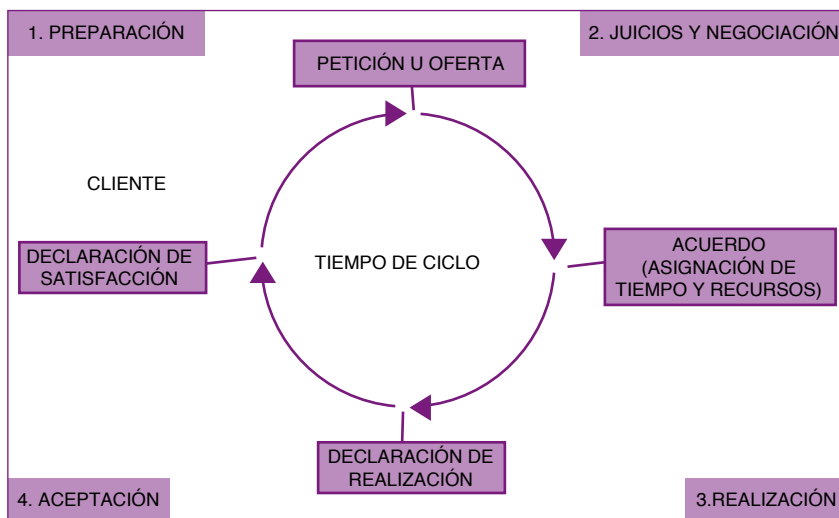 1. PREPARACIÓN
2. JUICIOS Y NEGOCIACIÓN
PETICIÓN U OFERTA
CLIENTE
DECLARACIÓN DE
SATISFACCIÓN
TIEMPO DE CICLO
ACUERDO
(ASIGNACIÓN DE
TIEMPO Y RECURSOS)
DECLARACIÓN DE
REALIZACIÓN
4. ACEPTACIÓN
3.REALIZACIÓN